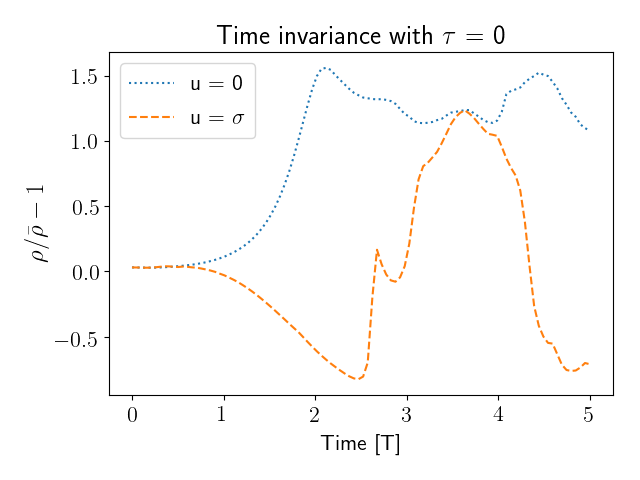 Time invariance with τ = 0
u = 0
u = σ
1.5
1.0
0.5
0.0
−0.5
ρ/ρ̄ − 1
0 1 2 3 4 5
Time [T]